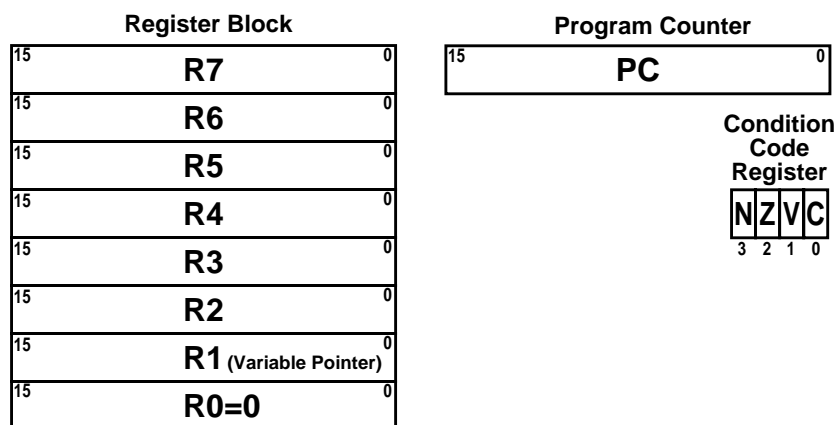 Register Block
15 R7 0
15 R6 0
15 R5 0
15 R4 0
15 R3 0
15 R2 0
15 R1 (Variable Pointer) 0
15 R0=0 0
Program Counter
15 PC 0
Condition
Code
Register
N Z V C
3 2 1 0